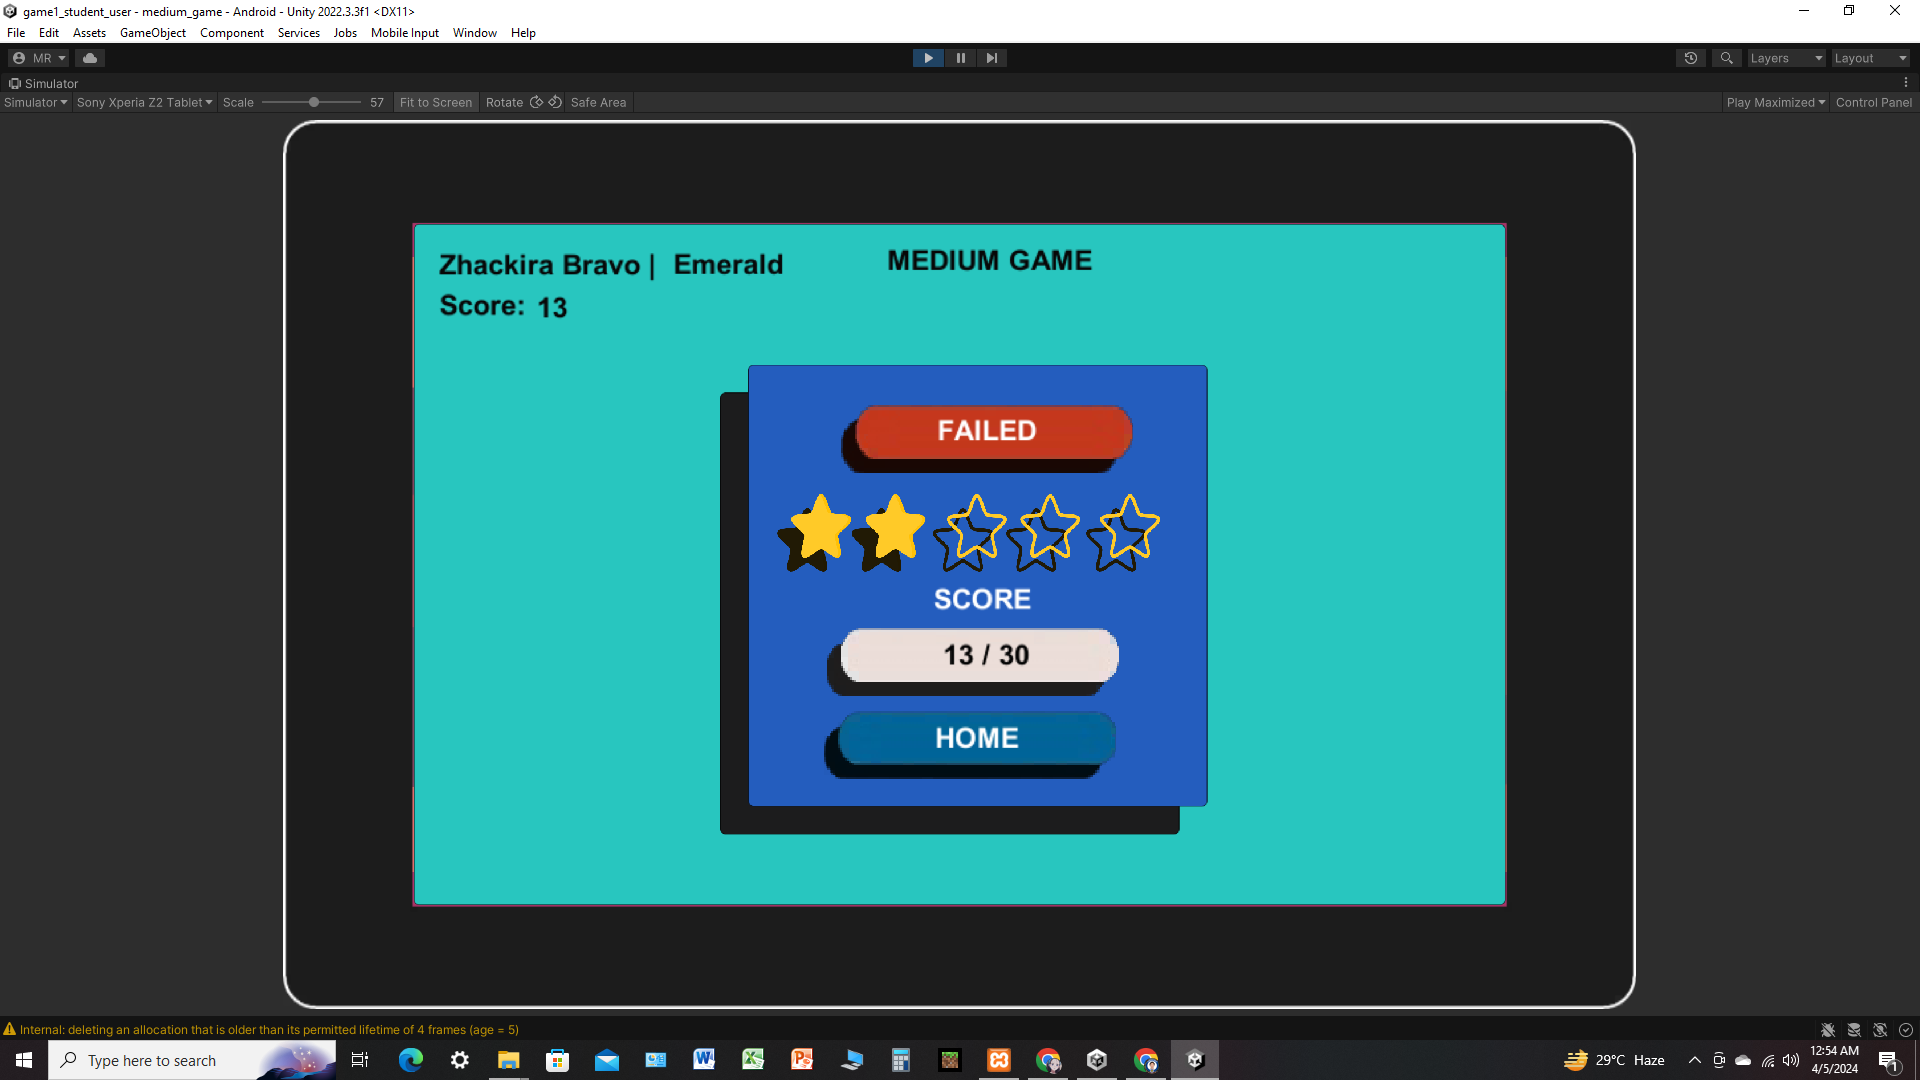 game1_student_user - medium_game - Android - Unity 2022.3.3f1 <DX11>
File Edit Assets GameObject Component Services Jobs Mobile Input Window Help
MR Layers Layout
Simulator
Simulator Sony Xperia Z2 Tablet Scale 57 Fit to Screen Rotate Safe Area Play Maximized Control Panel
Zhackira Bravo | Emerald MEDIUM GAME
Score: 13
FAILED
SCORE
13 / 30
HOME
Internal: deleting an allocation that is older than its permitted lifetime of 4 frames (age = 5)
Type here to search 29°C Haze 12:54 AM
4/5/2024 1